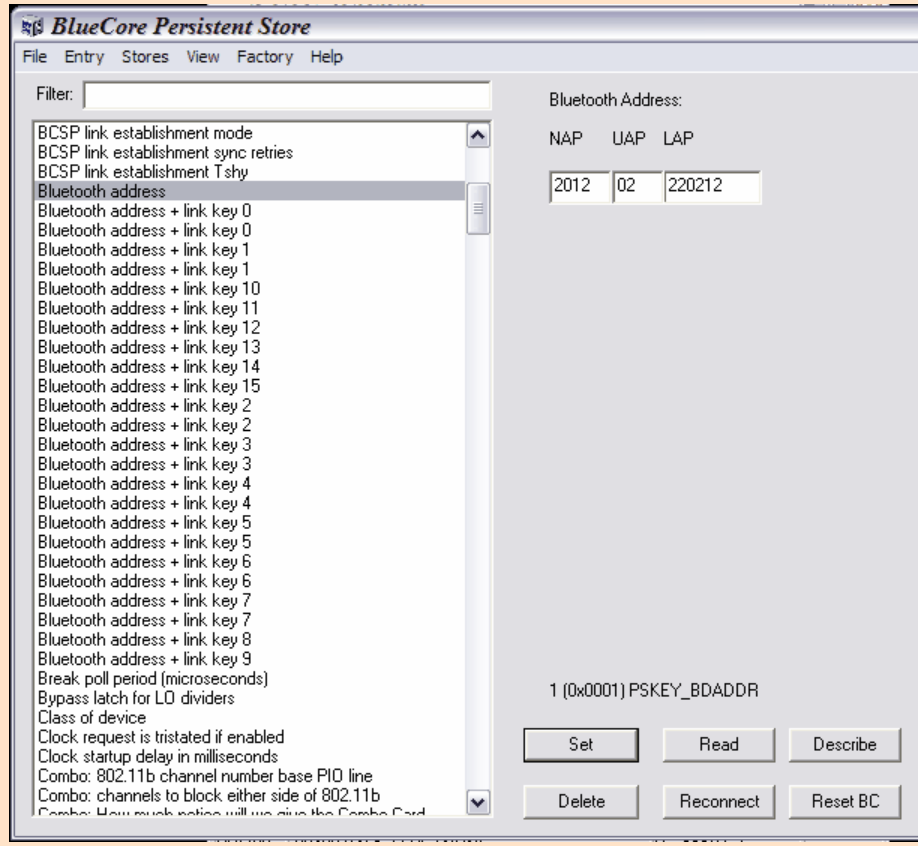 BlueCore Persistent Store
File Entry Stores View Factory Help
Filter:
BCSP link establishment mode
BCSP link establishment sync retries
BCSP link establishment Tshy
Bluetooth address
Bluetooth address + link key 0
Bluetooth address + link key 0
Bluetooth address + link key 1
Bluetooth address + link key 1
Bluetooth address + link key 10
Bluetooth address + link key 11
Bluetooth address + link key 12
Bluetooth address + link key 13
Bluetooth address + link key 14
Bluetooth address + link key 15
Bluetooth address + link key 2
Bluetooth address + link key 2
Bluetooth address + link key 3
Bluetooth address + link key 3
Bluetooth address + link key 4
Bluetooth address + link key 4
Bluetooth address + link key 5
Bluetooth address + link key 5
Bluetooth address + link key 6
Bluetooth address + link key 6
Bluetooth address + link key 7
Bluetooth address + link key 7
Bluetooth address + link key 8
Bluetooth address + link key 9
Break poll period (microseconds)
Bypass latch for LO dividers
Class of device
Clock request is tristated if enabled
Clock startup delay in milliseconds
Combo: 802.11b channel number base PIO line
Combo: channels to block either side of 802.11b
Combo: How much notice will we give the Combo Card
Bluetooth Address:
NAP UAP LAP
2012 02 220212
1 (0x0001) PSKEY_BDADDR
Set Read Describe
Delete Reconnect Reset BC